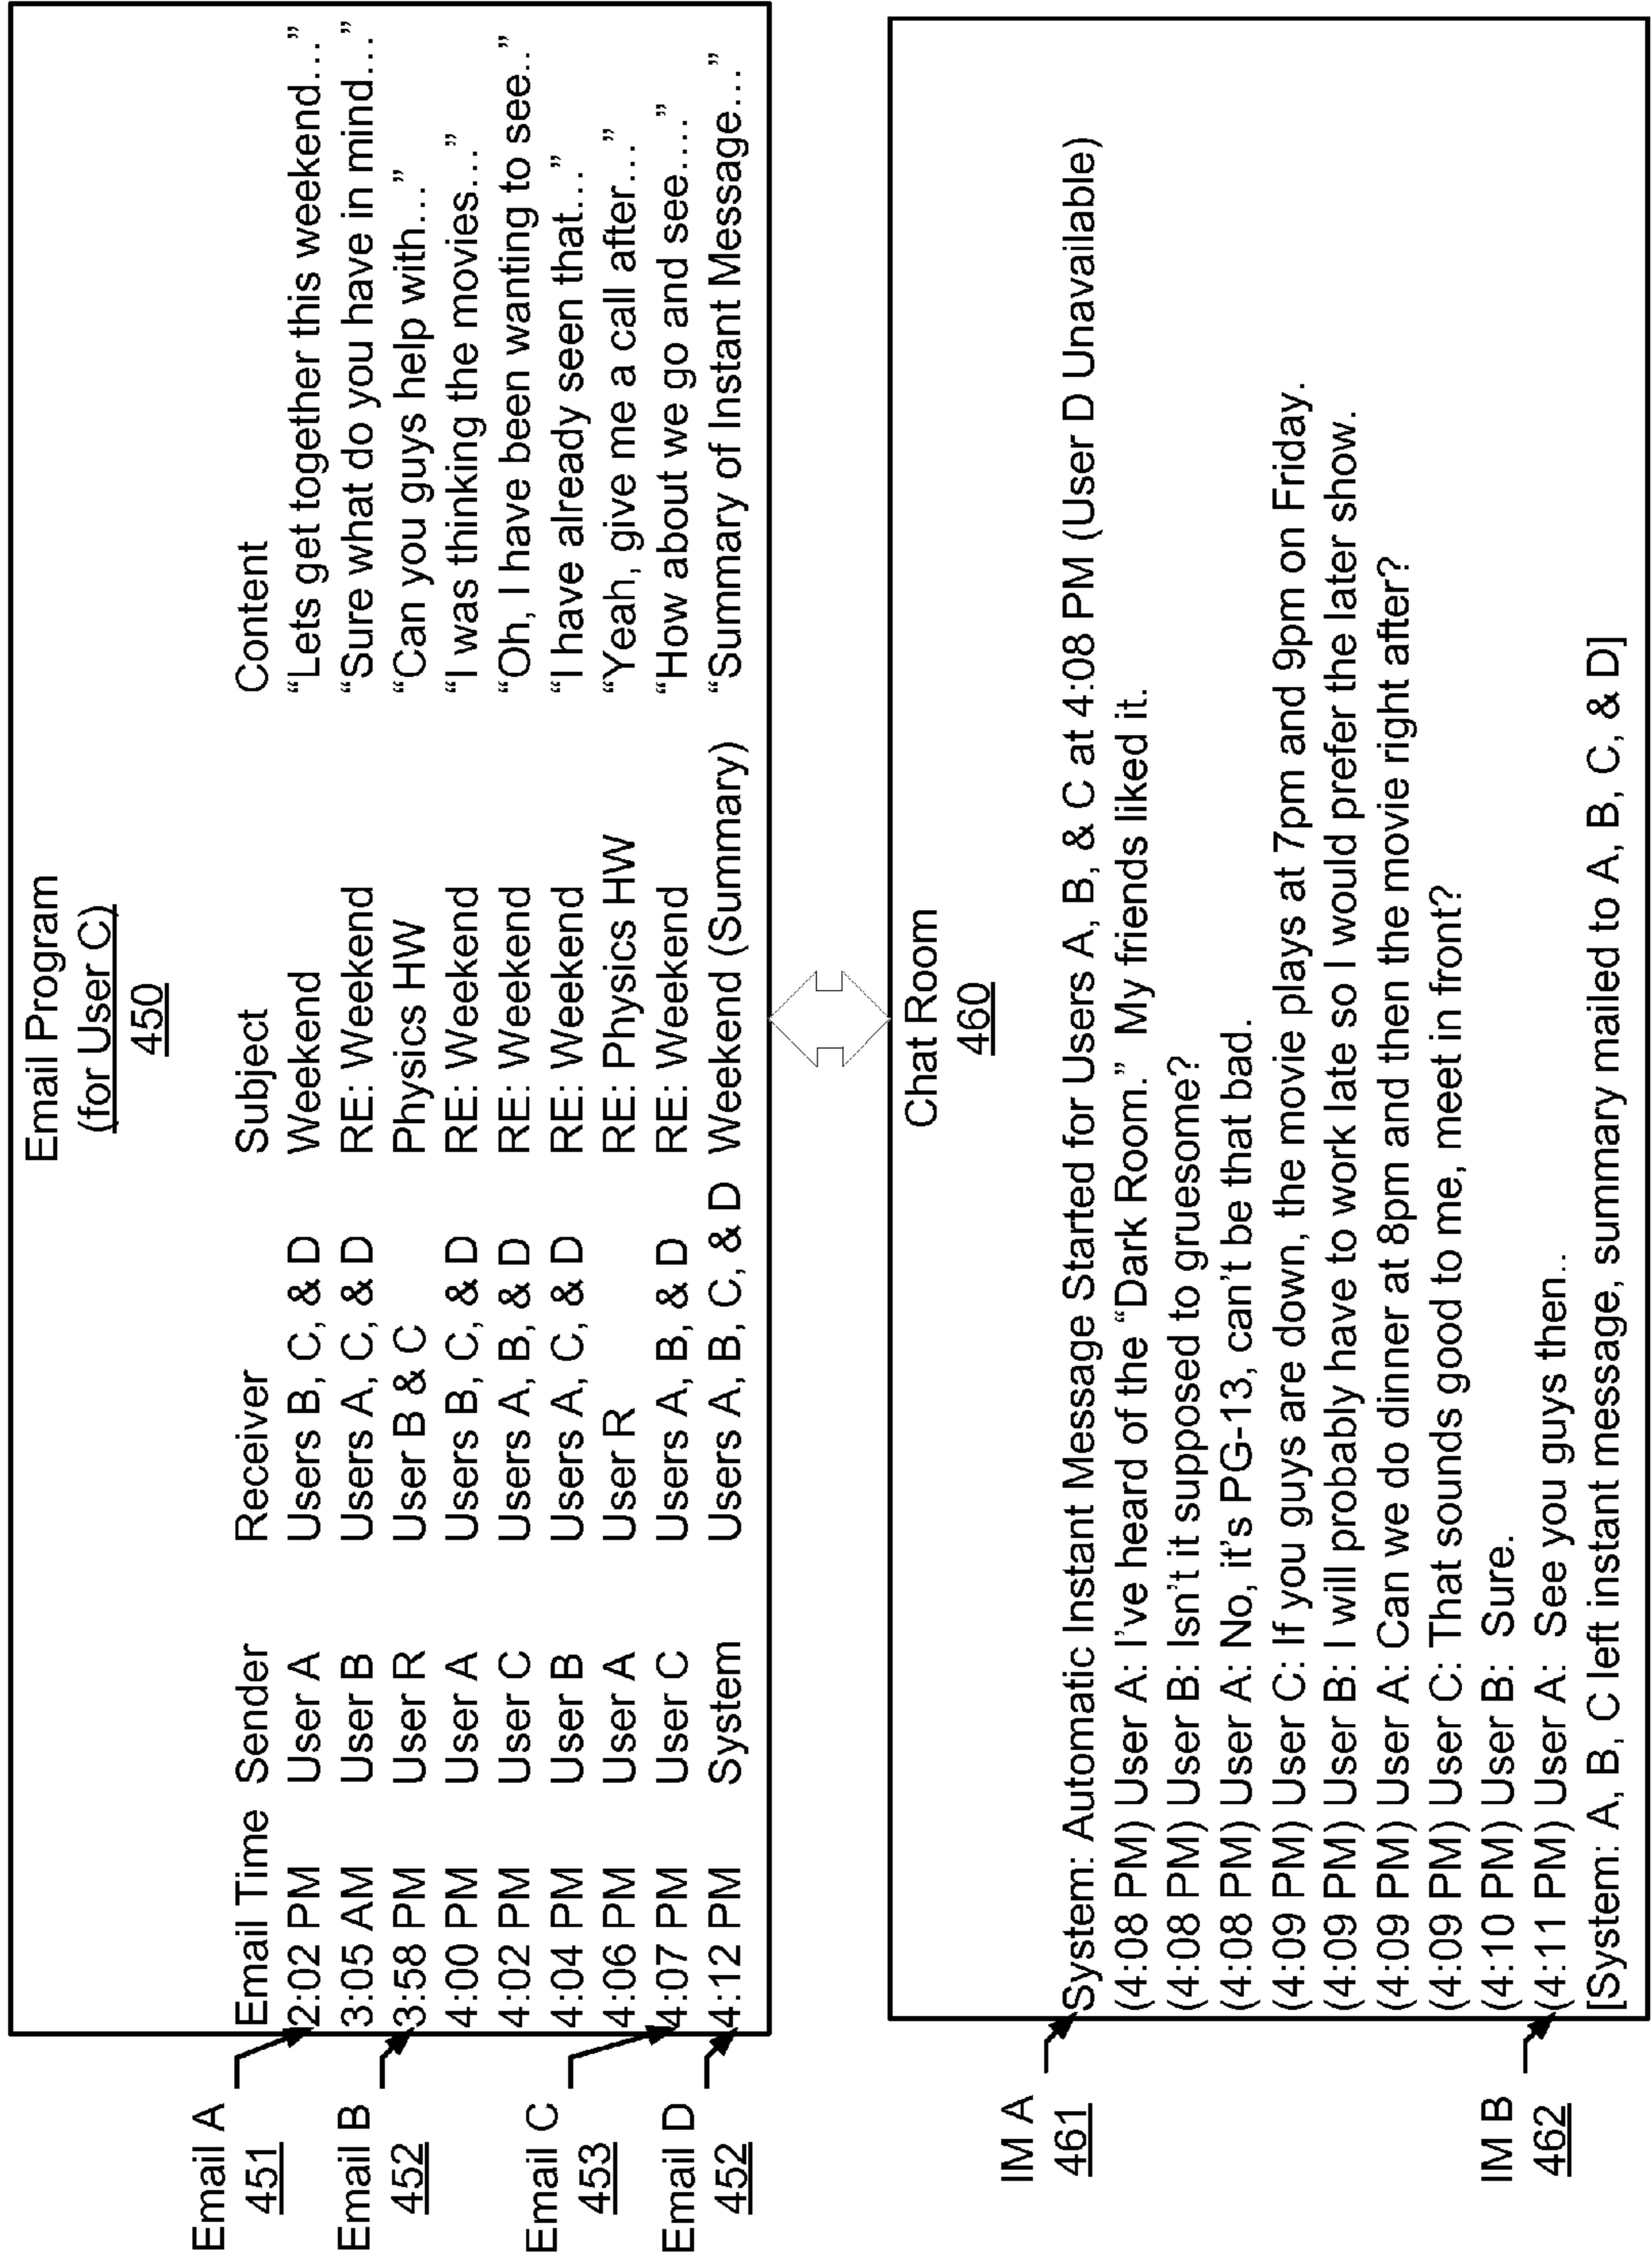 Email Program
(for User C)
450
Email Time Sender Receiver Subject Content
2:02 PM User A Users B, C, & D Weekend “Lets get together this weekend…”
3:05 AM User B Users A, C, & D RE: Weekend “Sure what do you have in mind…”
3:58 PM User R User B & C Physics HW “Can you guys help with…”
4:00 PM User A Users B, C, & D RE: Weekend “I was thinking the movies…”
4:02 PM User C Users A, B, & D RE: Weekend “Oh, I have been wanting to see..”
4:04 PM User B Users A, C, & D RE: Weekend “I have already seen that…”
4:06 PM User A User R RE: Physics HW “Yeah, give me a call after…”
4:07 PM User C Users A, B, & D RE: Weekend “How about we go and see….”
4:12 PM System Users A, B, C, & D Weekend (Summary) “Summary of Instant Message…”
Email A
451
Email B
452
Email C
453
Email D
452
Chat Room
460
System: Automatic Instant Message Started for Users A, B, & C at 4:08 PM (User D Unavailable)
(4:08 PM) User A: I’ve heard of the “Dark Room.” My friends liked it.
(4:08 PM) User B: Isn’t it supposed to gruesome?
(4:08 PM) User A: No, it’s PG-13, can’t be that bad.
(4:09 PM) User C: If you guys are down, the movie plays at 7pm and 9pm on Friday.
(4:09 PM) User B: I will probably have to work late so I would prefer the later show.
(4:09 PM) User A: Can we do dinner at 8pm and then the movie right after?
(4:09 PM) User C: That sounds good to me, meet in front?
(4:10 PM) User B: Sure.
(4:11 PM) User A: See you guys then..
[System: A, B, C left instant message, summary mailed to A, B, C, & D]
IM A
461
IM B
462